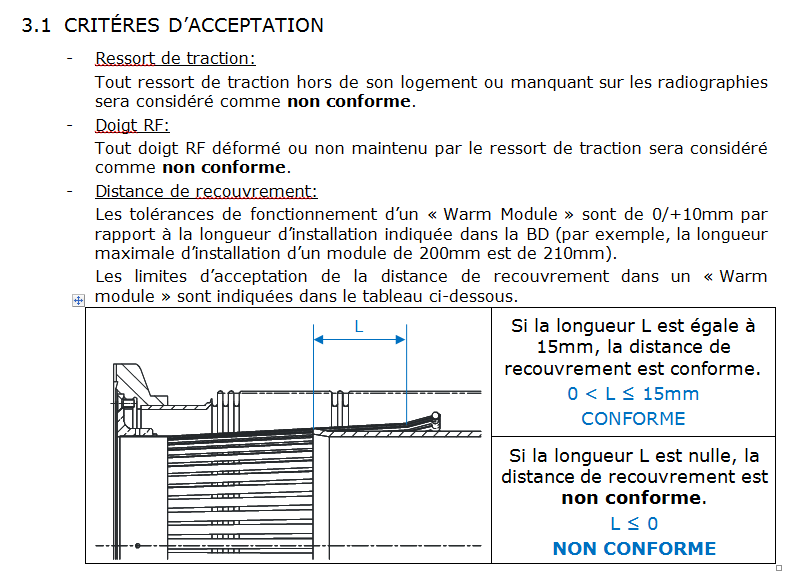 3.1 CRITÉRES D’ACCEPTATION
- Ressort de traction:
Tout ressort de traction hors de son logement ou manquant sur les radiographies
sera considéré comme non conforme.
- Doigt RF:
Tout doigt RF déformé ou non maintenu par le ressort de traction sera considéré
comme non conforme.
- Distance de recouvrement:
Les tolérances de fonctionnement d’un « Warm Module » sont de 0/+10mm par
rapport à la longueur d’installation indiquée dans la BD (par exemple, la longueur
maximale d’installation d’un module de 200mm est de 210mm).
Les limites d’acceptation de la distance de recouvrement dans un « Warm
module » sont indiquées dans le tableau ci-dessous.
L
Si la longueur L est égale à
15mm, la distance de
recouvrement est conforme.
0 < L ≤ 15mm
CONFORME
Si la longueur L est nulle, la
distance de recouvrement est
non conforme.
L ≤ 0
NON CONFORME